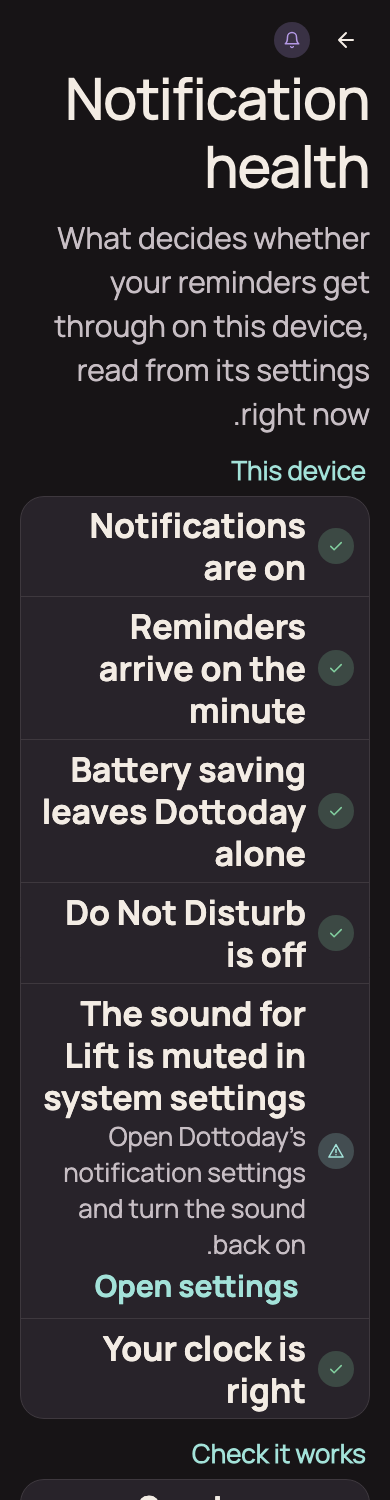 Notification
health
What decides whether
your reminders get
through on this device,
read from its settings
.right now
This device
Notifications
are on
Reminders
arrive on the
minute
Battery saving
leaves Dottoday
alone
Do Not Disturb
is off
The sound for
Lift is muted in
system settings
Open Dottoday's
notification settings
and turn the sound
.back on
Open settings
Your clock is
right
Check it works